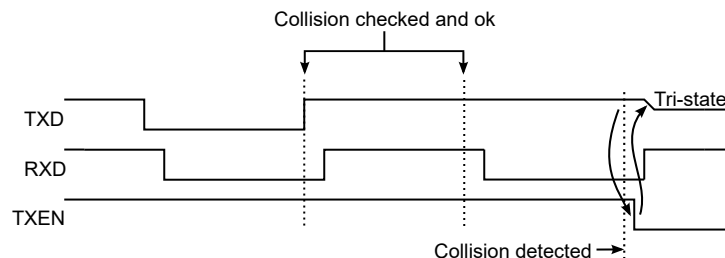 Collision checked and ok
Tri-state
TXD
RXD
TXEN
Collision detected